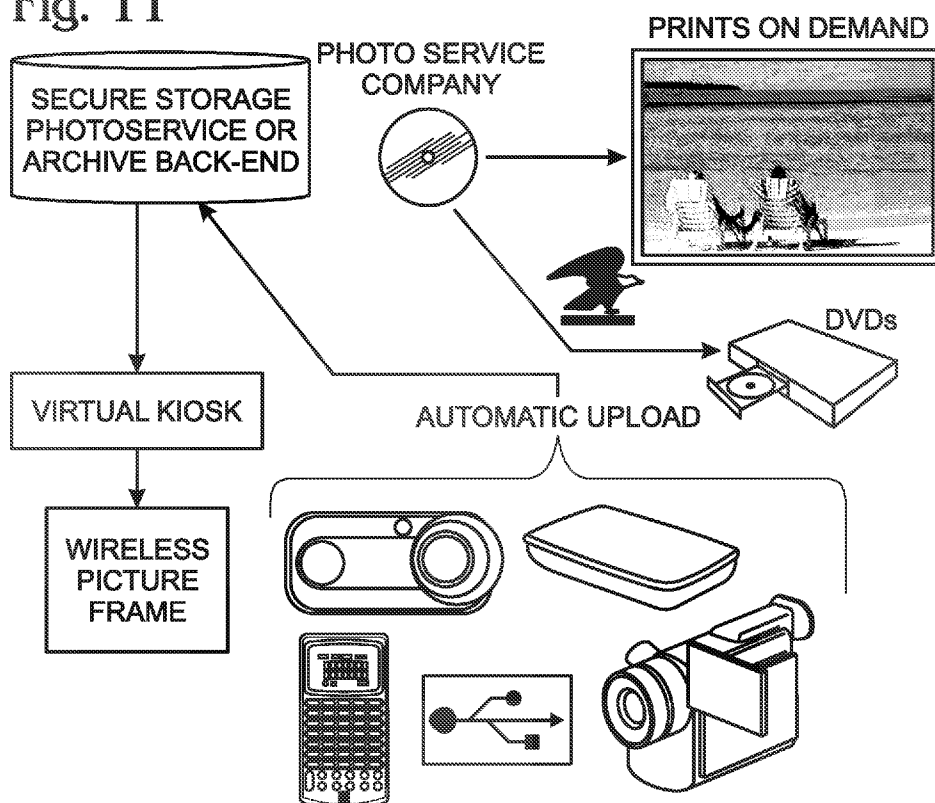 Fig. 11
PRINTS ON DEMAND
PHOTO SERVICE
COMPANY
SECURE STORAGE
PHOTOSERVICE OR
ARCHIVE BACK-END
DVDs
VIRTUAL KIOSK
AUTOMATIC UPLOAD
WIRELESS
PICTURE
FRAME